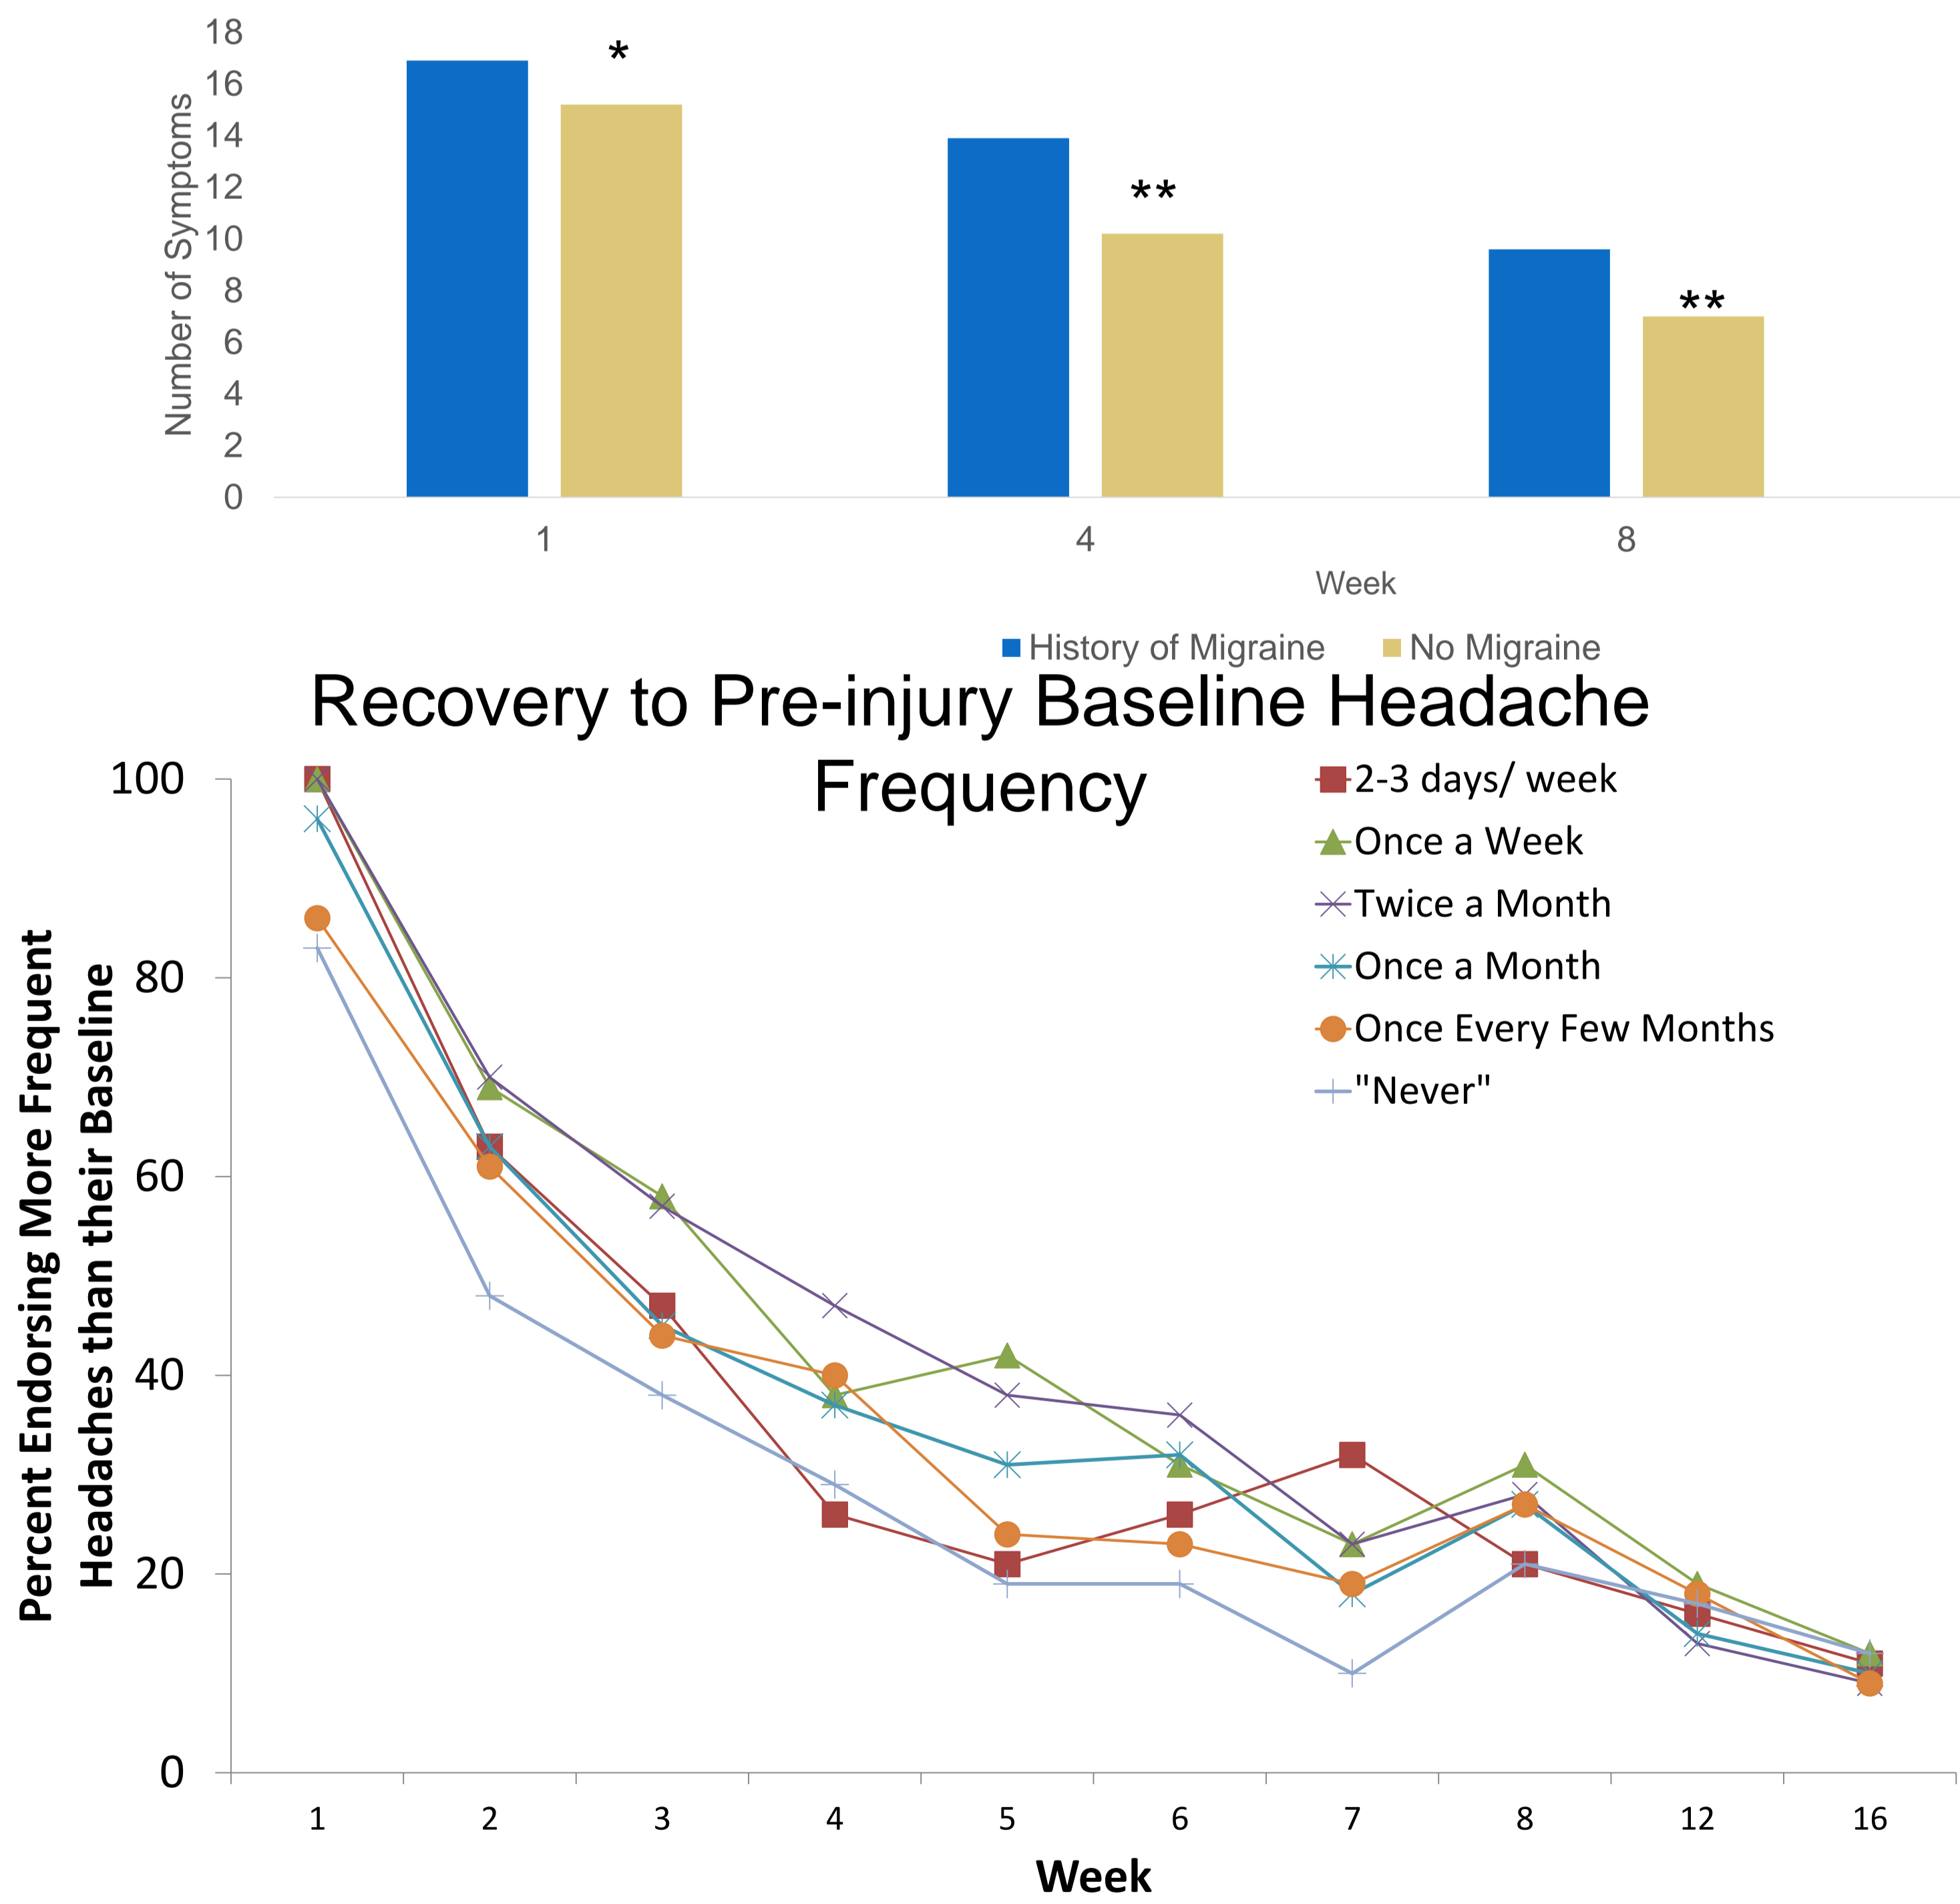 18
16
14
12
10
8
6
4
2
0
Number of Symptoms
*
**
**
1
4
8
Week
History of Migraine
No Migraine
Recovery to Pre-injury Baseline Headache
Frequency
2-3 days/ week
Once a Week
Twice a Month
Once a Month
Once Every Few Months
"Never"
Percent Endorsing More Frequent
Headaches than their Baseline
100
80
60
40
20
0
1
2
3
4
5
6
7
8
12
16
Week